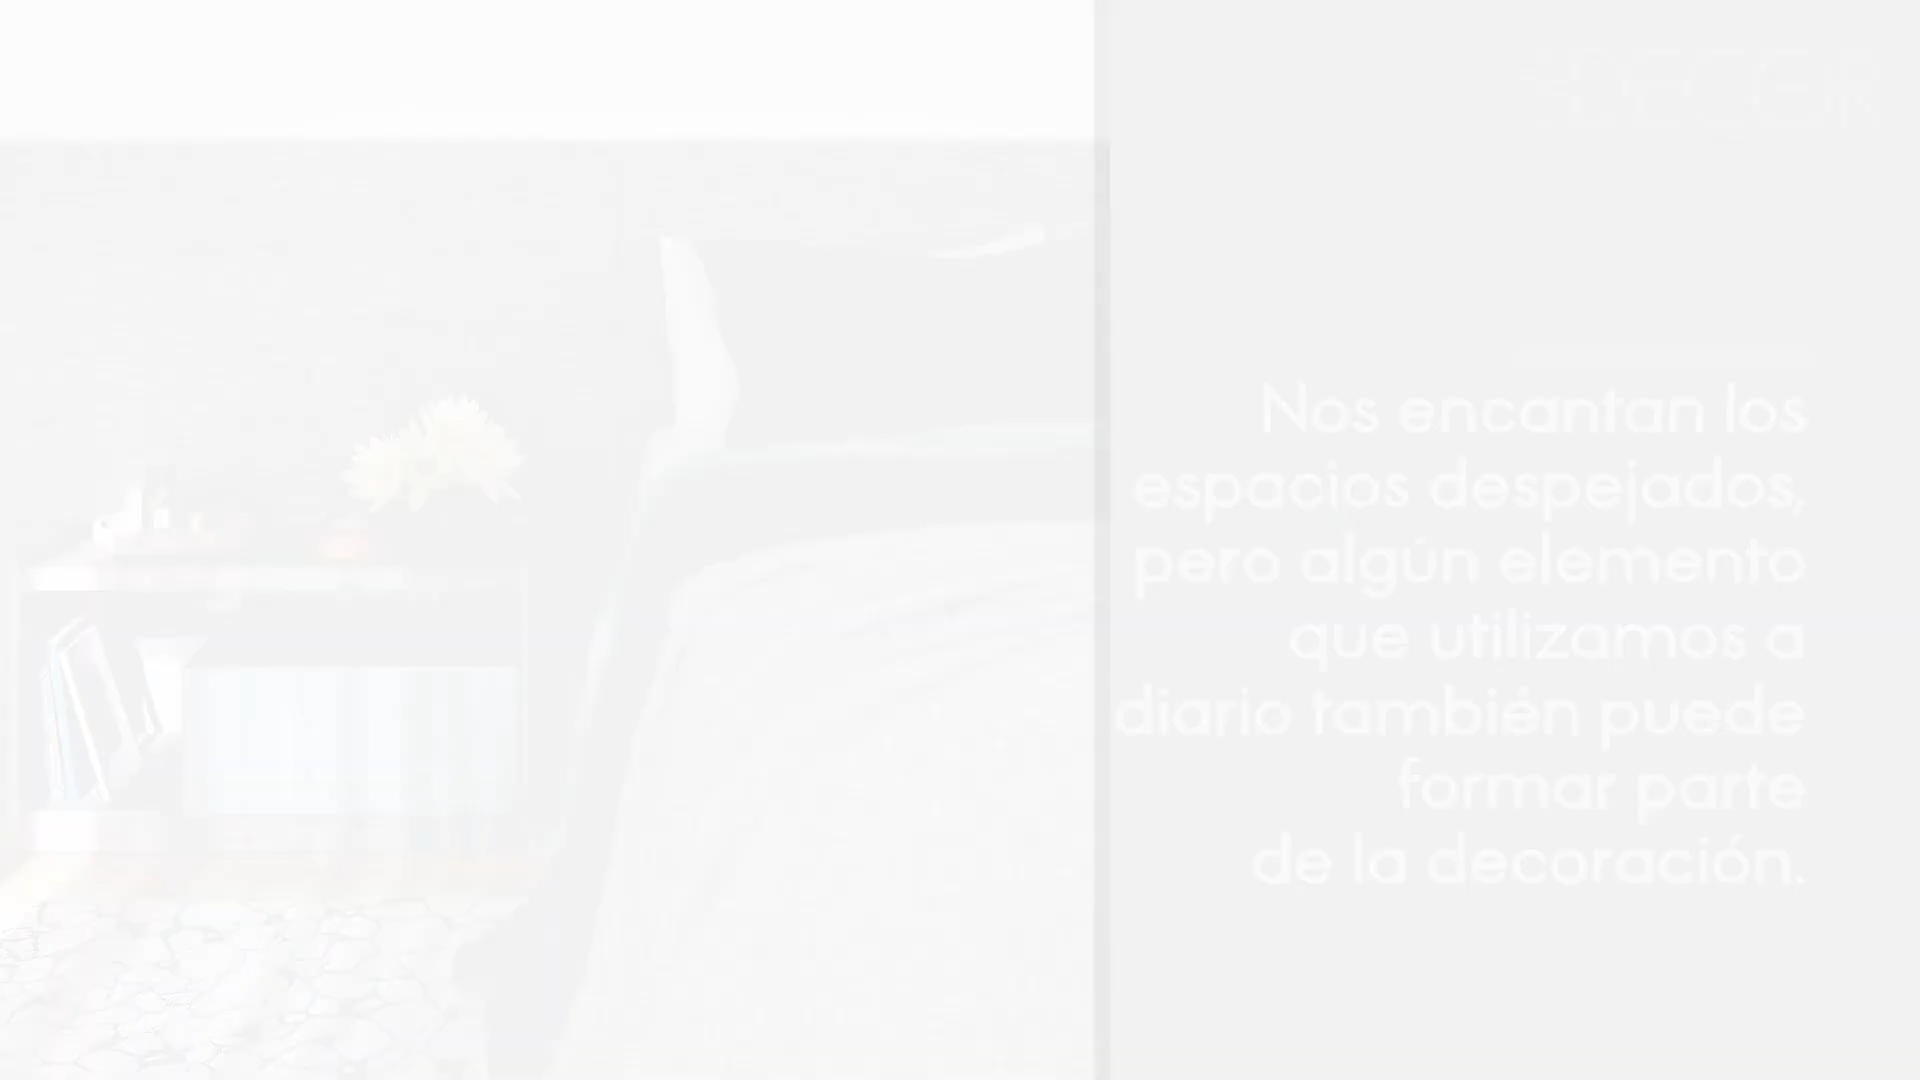 Nos encantan los
espacios despejados,
pero algún elemento
que utilizamos a
diario también puede
formar parte
de la decoración.